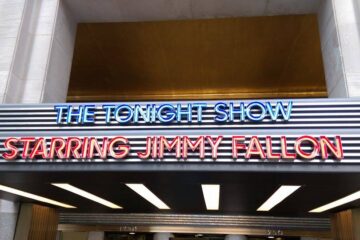 THE TONIGHT SHOW
STARRING JIMMY FALLON